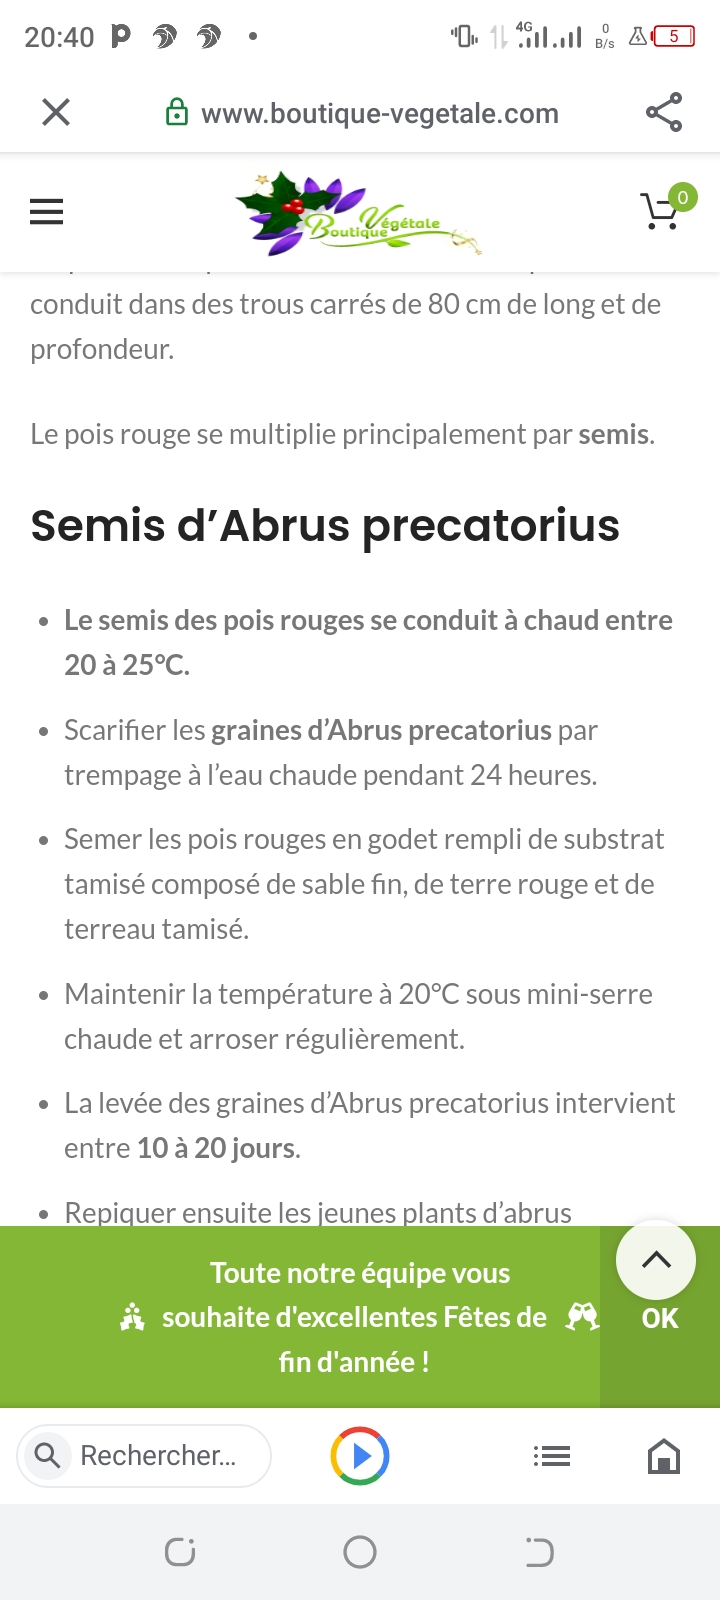 20:40
4G
0
B/s
5
www.boutique-vegetale.com
Boutique Végétale
0
conduit dans des trous carrés de 80 cm de long et de
profondeur.
Le pois rouge se multiplie principalement par semis.
Semis d’Abrus precatorius
• Le semis des pois rouges se conduit à chaud entre
20 à 25°C.
• Scarifier les graines d’Abrus precatorius par
trempage à l’eau chaude pendant 24 heures.
• Semer les pois rouges en godet rempli de substrat
tamisé composé de sable fin, de terre rouge et de
terreau tamisé.
• Maintenir la température à 20°C sous mini-serre
chaude et arroser régulièrement.
• La levée des graines d’Abrus precatorius intervient
entre 10 à 20 jours.
• Repiquer ensuite les jeunes plants d’abrus
Toute notre équipe vous
souhaite d'excellentes Fêtes de
fin d'année !
OK
Rechercher...